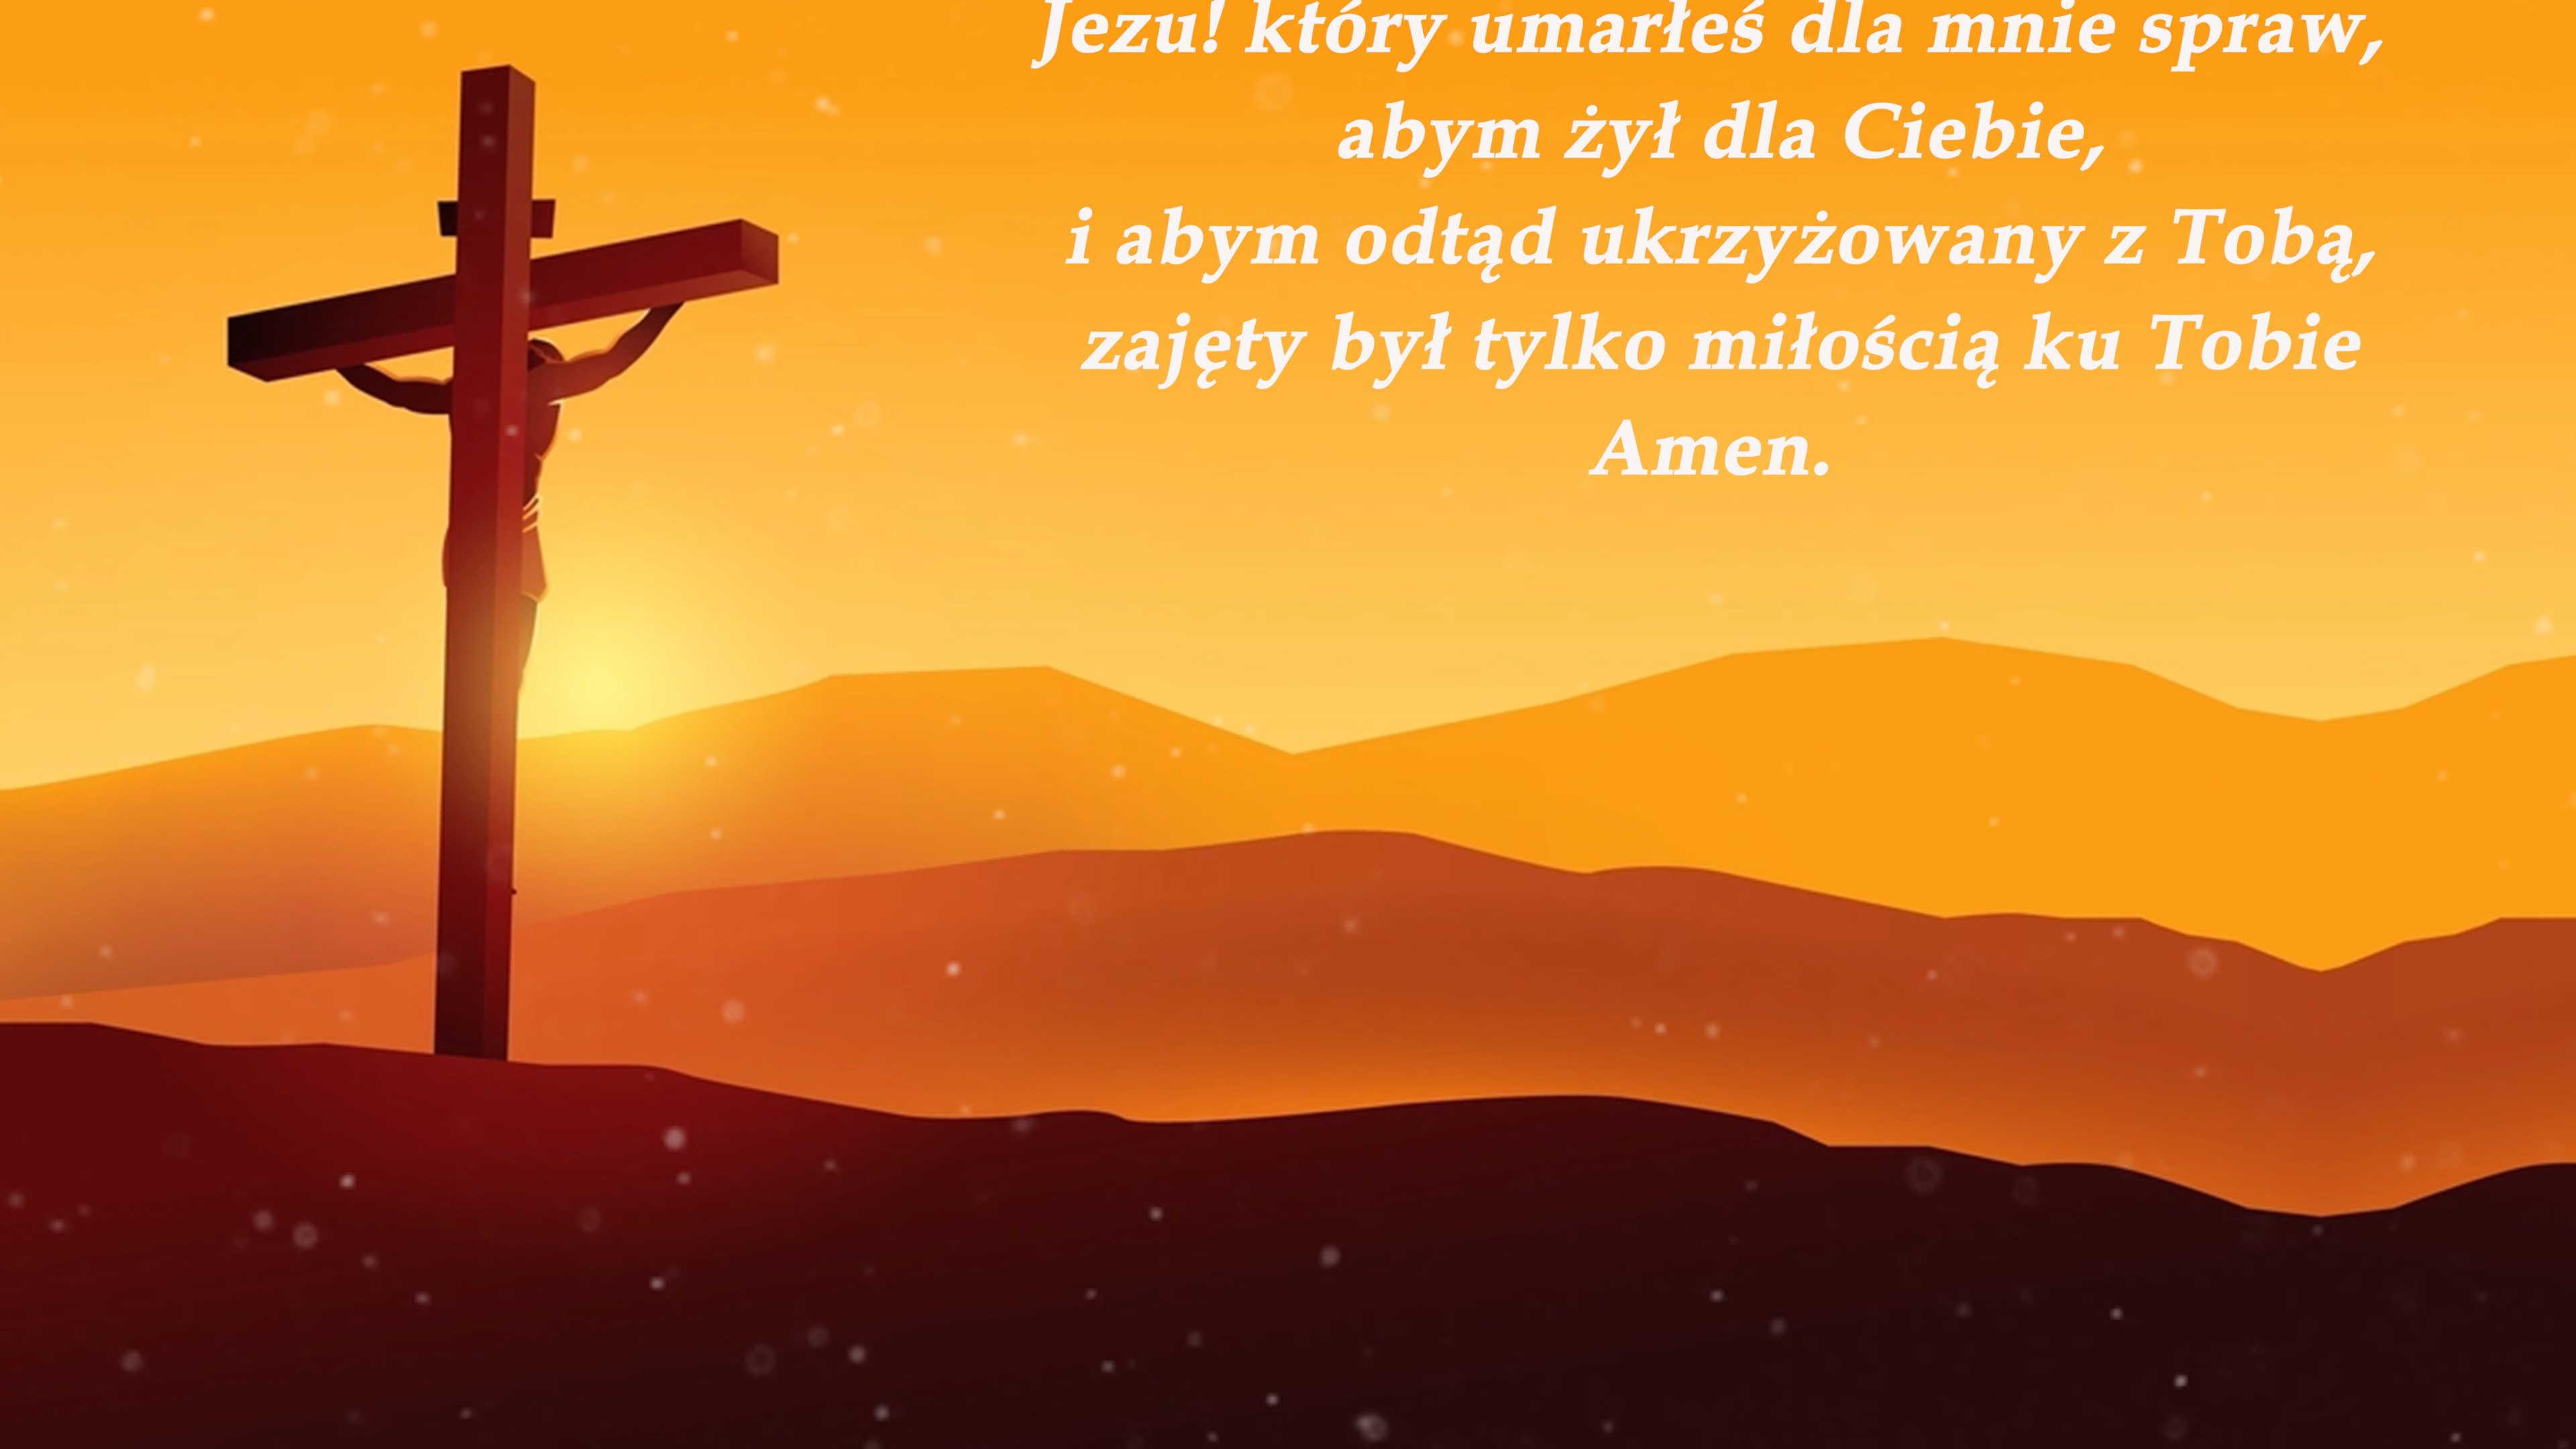 Jezu! który umarłeś dla mnie spraw,
abym żył dla Ciebie,
i abym odtąd ukrzyżowany z Tobą,
zajęty był tylko miłością ku Tobie
Amen.